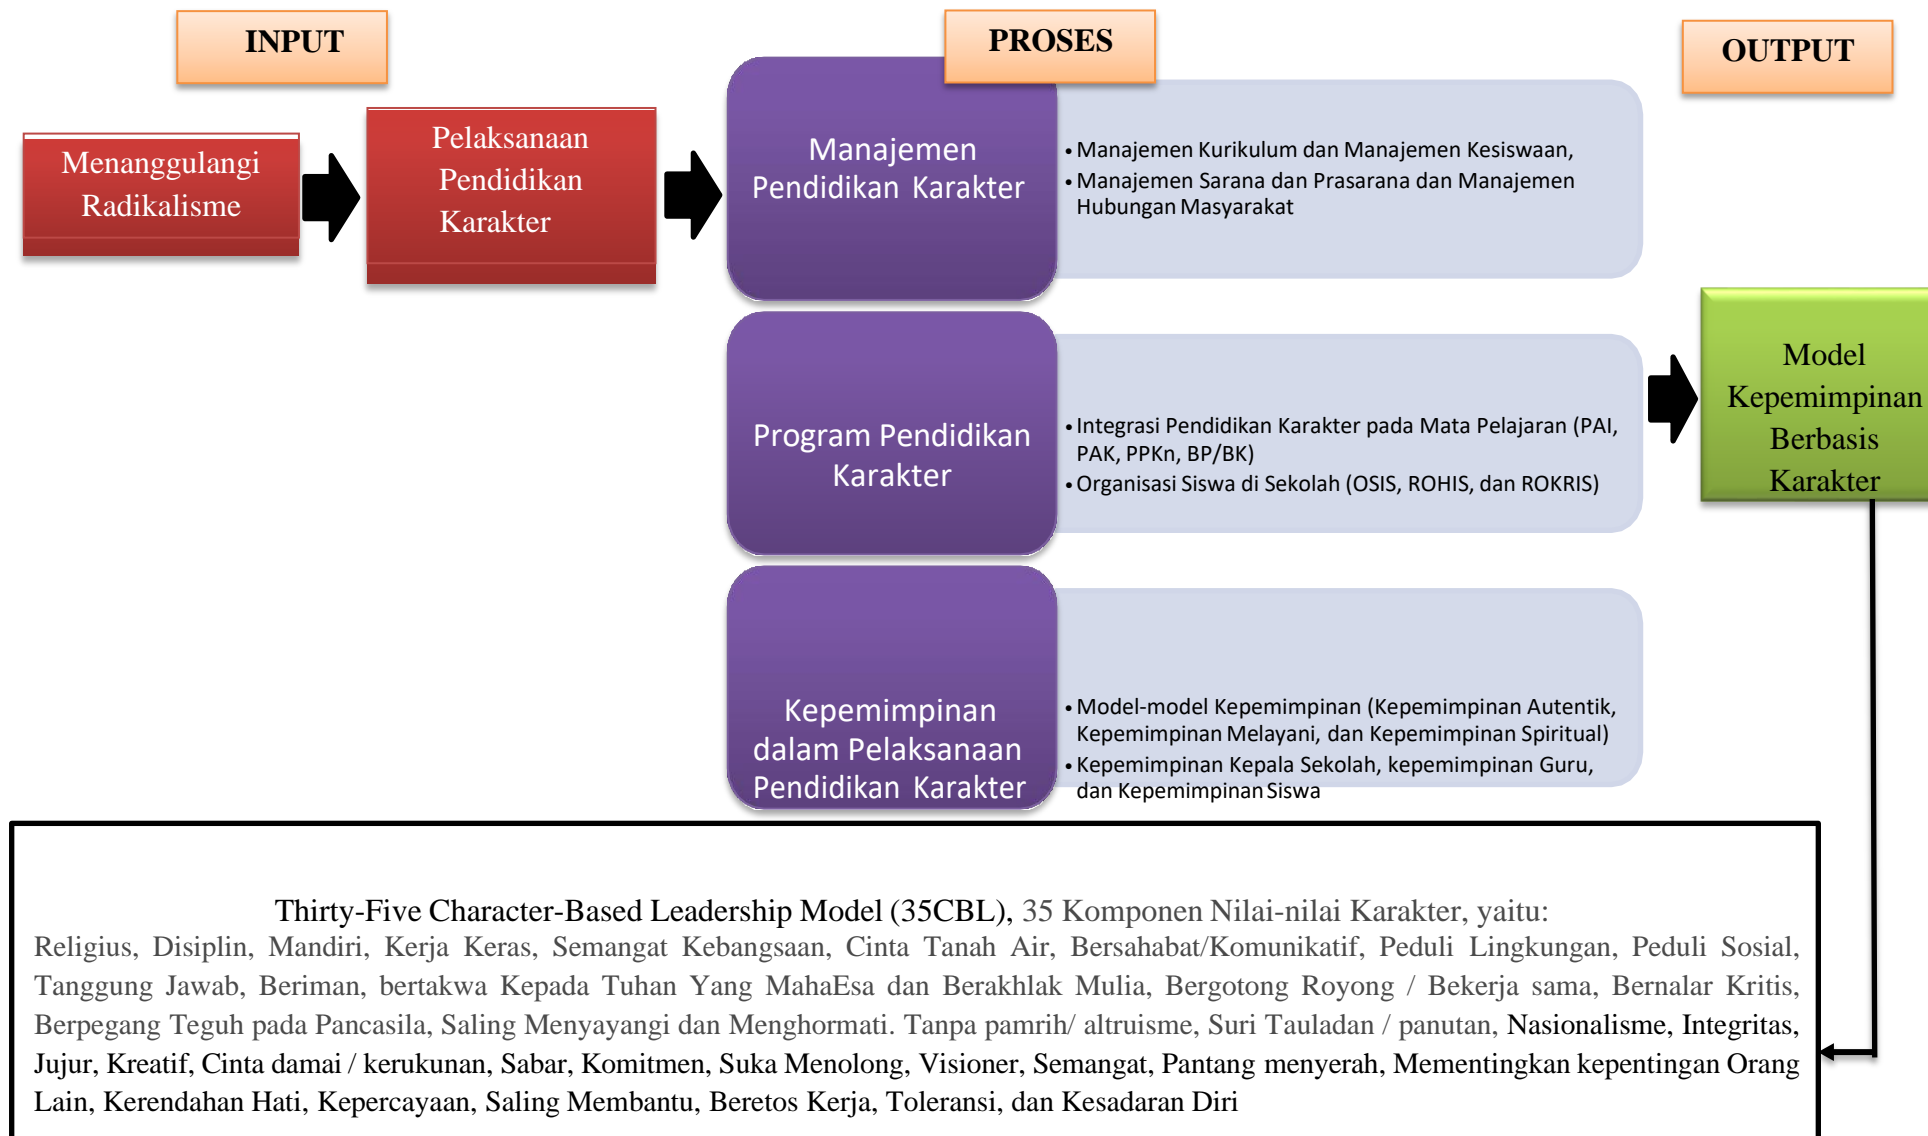 INPUT
PROSES
OUTPUT
Menanggulangi
Radikalisme
Pelaksanaan
Pendidikan
Karakter
Manajemen
Pendidikan Karakter
• Manajemen Kurikulum dan Manajemen Kesiswaan,
• Manajemen Sarana dan Prasarana dan Manajemen
Hubungan Masyarakat
Program Pendidikan
Karakter
• Integrasi Pendidikan Karakter pada Mata Pelajaran (PAI,
PAK, PPKn, BP/BK)
• Organisasi Siswa di Sekolah (OSIS, ROHIS, dan ROKRIS)
Kepemimpinan
dalam Pelaksanaan
Pendidikan Karakter
• Model-model Kepemimpinan (Kepemimpinan Autentik,
Kepemimpinan Melayani, dan Kepemimpinan Spiritual)
• Kepemimpinan Kepala Sekolah, kepemimpinan Guru,
dan Kepemimpinan Siswa
Model
Kepemimpinan
Berbasis
Karakter
Thirty-Five Character-Based Leadership Model (35CBL), 35 Komponen Nilai-nilai Karakter, yaitu:
Religius, Disiplin, Mandiri, Kerja Keras, Semangat Kebangsaan, Cinta Tanah Air, Bersahabat/Komunikatif, Peduli Lingkungan, Peduli Sosial,
Tanggung Jawab, Beriman, bertakwa Kepada Tuhan Yang MahaEsa dan Berakhlak Mulia, Bergotong Royong / Bekerja sama, Bernalar Kritis,
Berpegang Teguh pada Pancasila, Saling Menyayangi dan Menghormati. Tanpa pamrih/ altruisme, Suri Tauladan / panutan, Nasionalisme, Integritas,
Jujur, Kreatif, Cinta damai / kerukunan, Sabar, Komitmen, Suka Menolong, Visioner, Semangat, Pantang menyerah, Mementingkan kepentingan Orang
Lain, Kerendahan Hati, Kepercayaan, Saling Membantu, Beretos Kerja, Toleransi, dan Kesadaran Diri